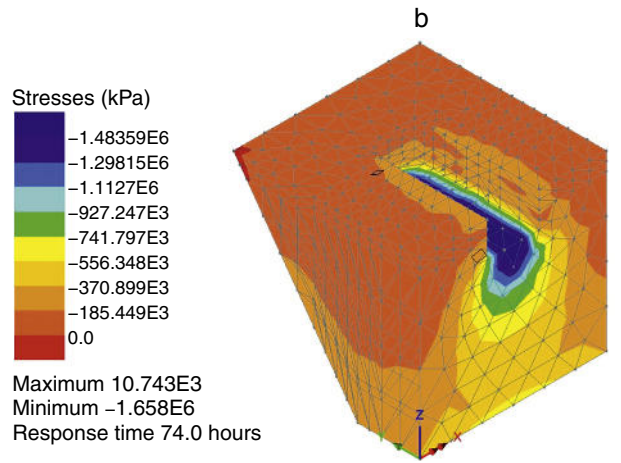 b
Stresses (kPa)
−1.48359E6
−1.29815E6
−1.1127E6
−927.247E3
−741.797E3
−556.348E3
−370.899E3
−185.449E3
0.0
Maximum 10.743E3
Minimum −1.658E6
Response time 74.0 hours
Z
X